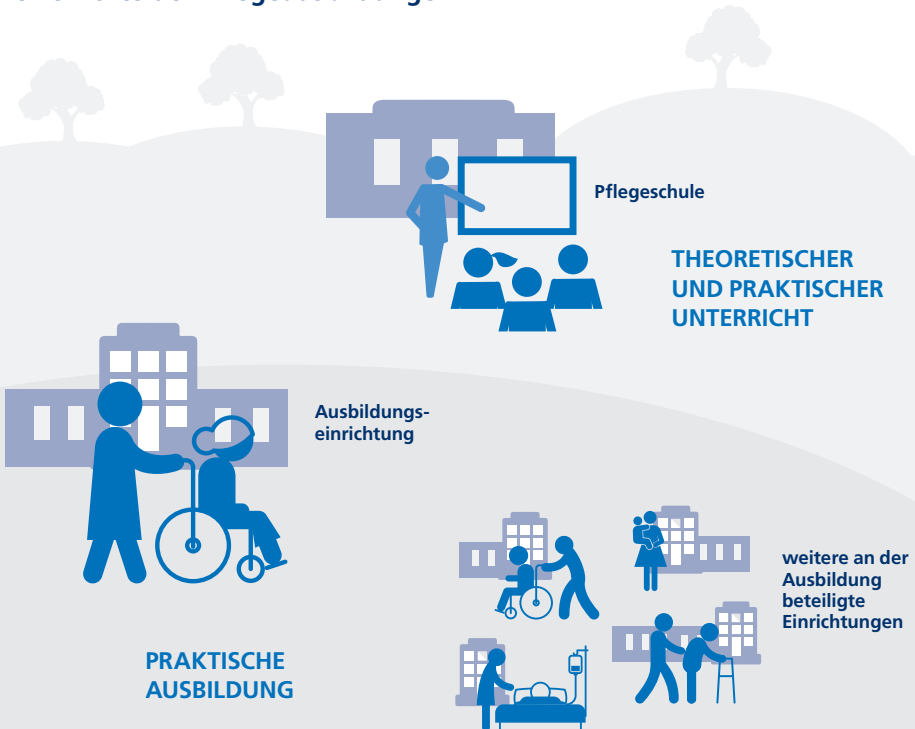 Pflegeschule
THEORETISCHER
UND PRAKTISCHER
UNTERRICHT
Ausbildungs-
einrichtung
weitere an der
Ausbildung
beteiligte
Einrichtungen
PRAKTISCHE
AUSBILDUNG